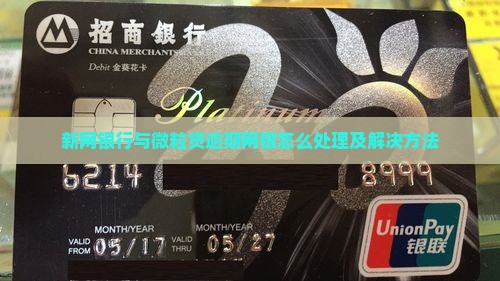 招商银行
CHINA MERCHANTS
Debit 金葵花卡
Platinum
新网银行与微粒贷逾期网银怎么处理及解决方法
6214 8999
MONTH/YEAR MONTH/YEAR
VALID FROM 05/17 VALID THRU 05/27
UnionPay
银联